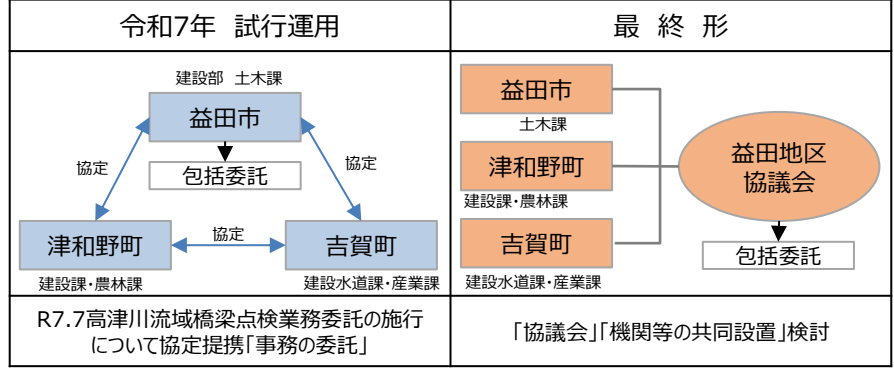 令和7年 試行運用
建設部 土木課
益田市
協定
協定
包括委託
津和野町
協定
吉賀町
建設課・農林課
建設水道課・産業課
R7.7高津川流域橋梁点検業務委託の施行
について協定提携「事務の委託」
最 終 形
益田市
土木課
津和野町
建設課・農林課
吉賀町
建設水道課・産業課
益田地区
協議会
包括委託
「協議会」「機関等の共同設置」検討